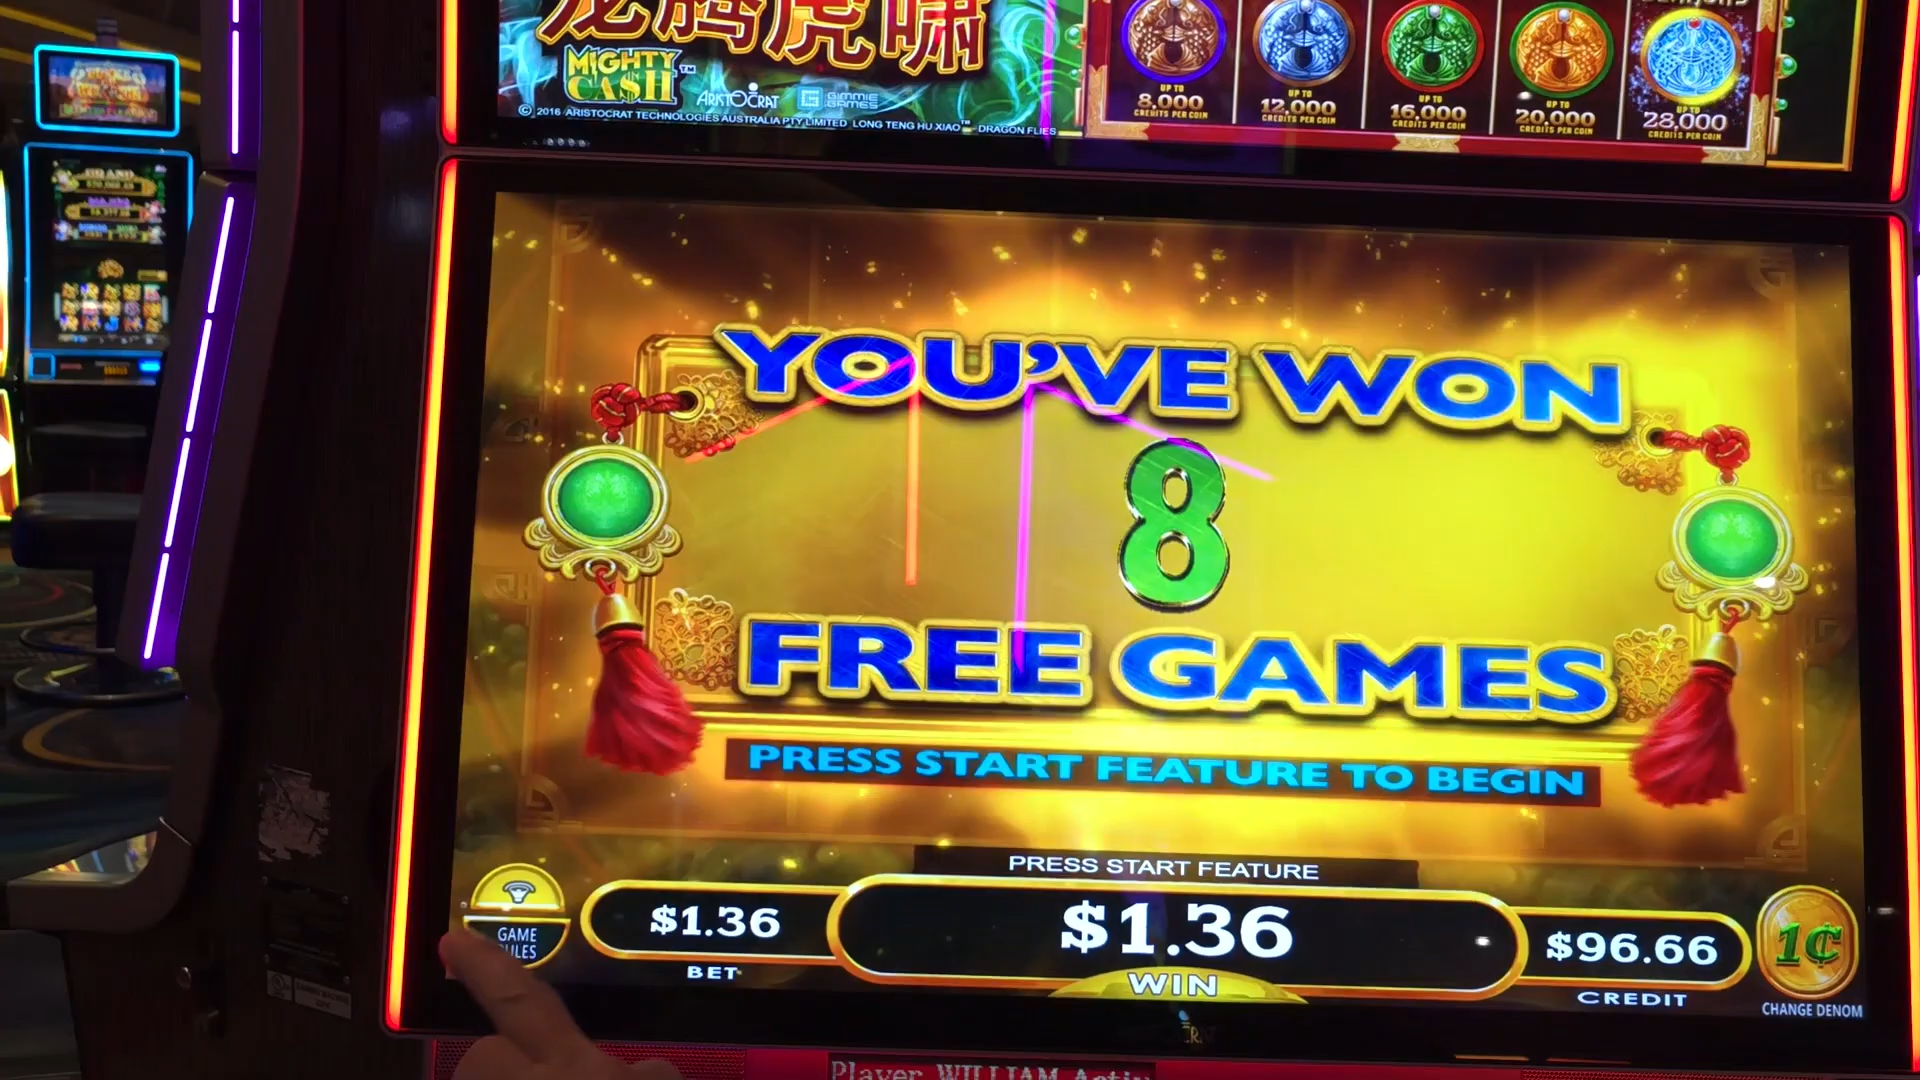 龙腾虎啸
MIGHTY CASH™
ARISTOCRAT
GIMMIE GAMES
© 2016 ARISTOCRAT TECHNOLOGIES AUSTRALIA PTY LIMITED LONG TENG HU XIAO™ - DRAGON FLIES
UP TO
8,000
CREDITS PER COIN
UP TO
12,000
CREDITS PER COIN
UP TO
16,000
CREDITS PER COIN
UP TO
20,000
CREDITS PER COIN
UP TO
28,000
CREDITS PER COIN
GRAND
YOU'VE WON
8
FREE GAMES
PRESS START FEATURE TO BEGIN
PRESS START FEATURE
GAME RULES
$1.36
BET
$1.36
WIN
$96.66
CREDIT
1¢
CHANGE DENOM
Player WILLIAM Activ